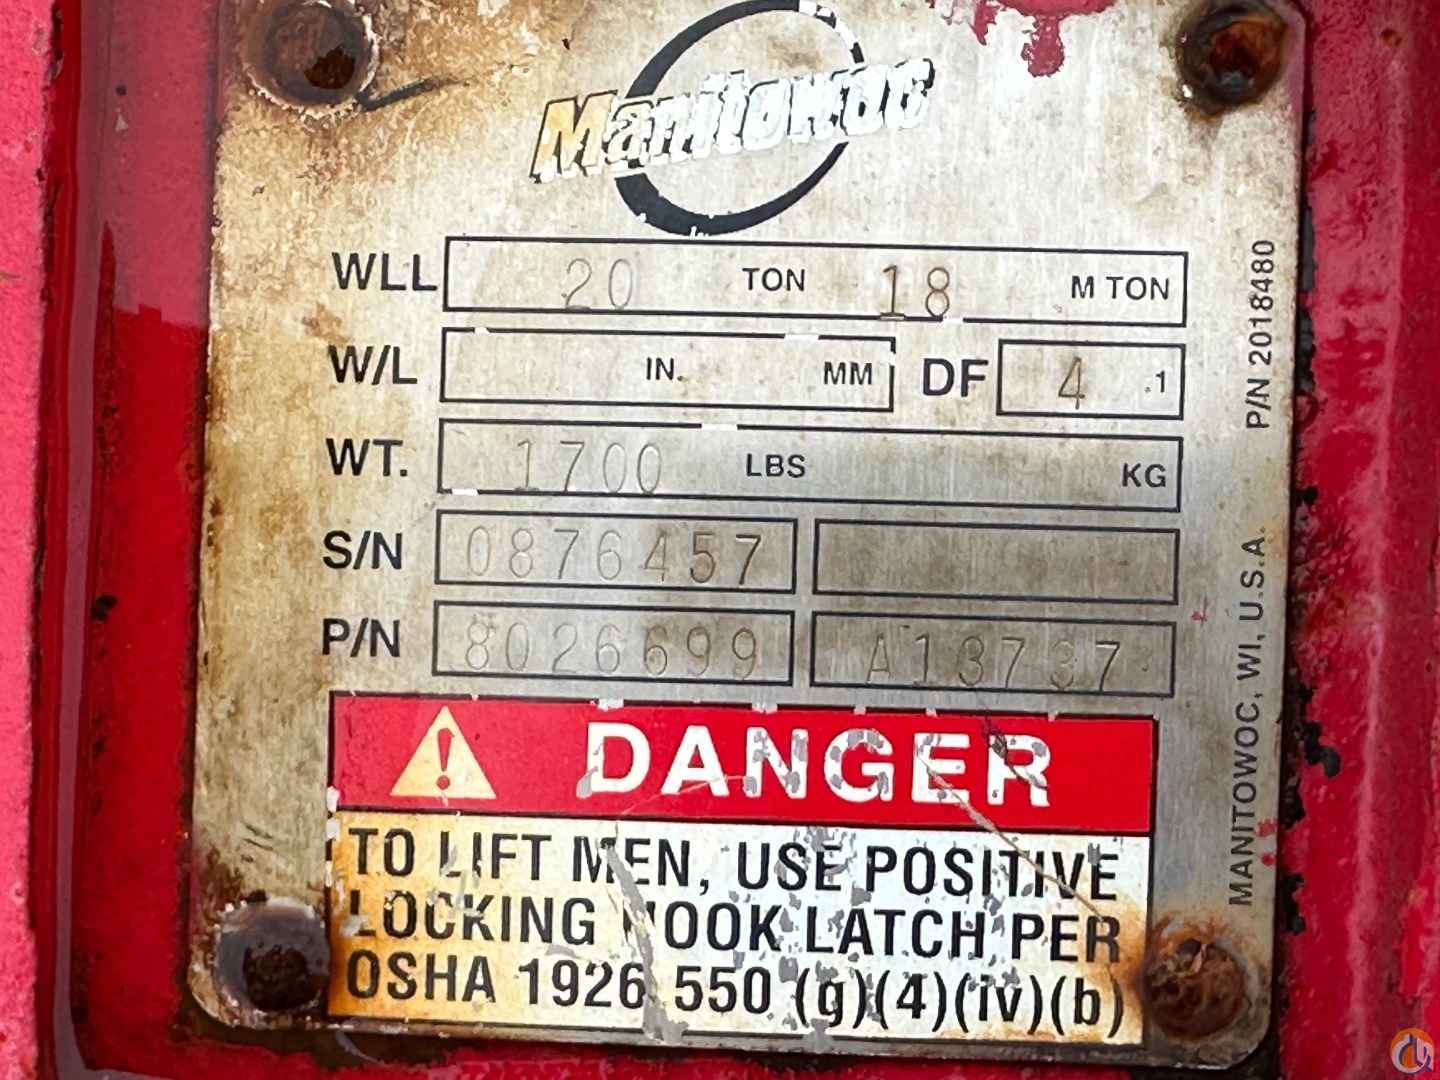 Manitowoc
WLL 20 TON 18 M TON
W/L IN. MM DF 4 .1
WT. 1700 LBS KG
S/N 0876457
P/N 8026699 A13737
DANGER
TO LIFT MEN, USE POSITIVE
LOCKING HOOK LATCH PER
OSHA 1926.550 (g)(4)(iv)(b)
P/N 2018480
MANITOWOC, WI, U.S.A.